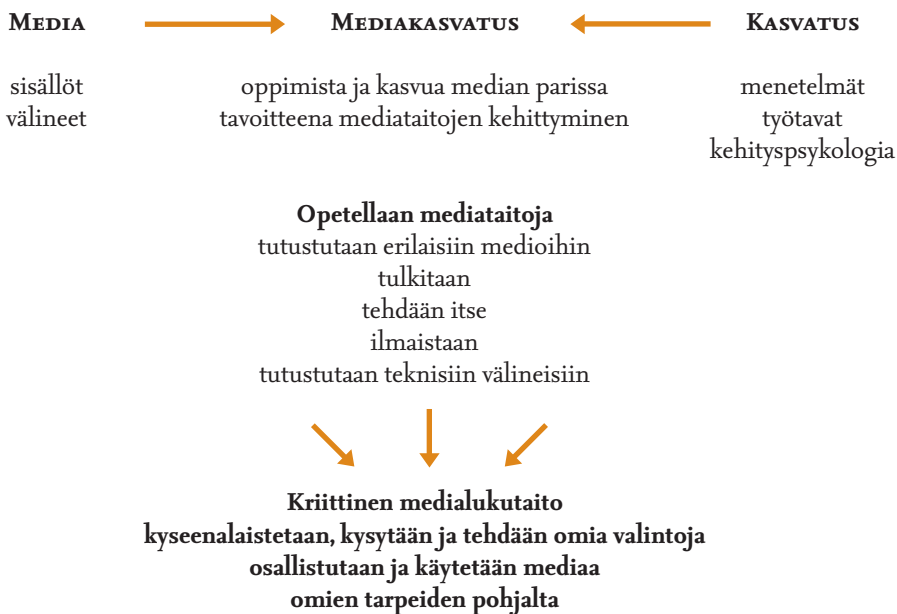 MEDIA MEDIAKASVATUS KASVATUS
sisällöt oppimista ja kasvua median parissa menetelmät
välineet tavoitteena mediataitojen kehittyminen työtavat
kehityspsykologia
Opetellaan mediataitoja
tutustutaan erilaisiin medioihin
tulkitaan
tehdään itse
ilmaistaan
tutustutaan teknisiin välineisiin
Kriittinen medialukutaito
kyseenalaistetaan, kysytään ja tehdään omia valintoja
osallistutaan ja käytetään mediaa
omien tarpeiden pohjalta